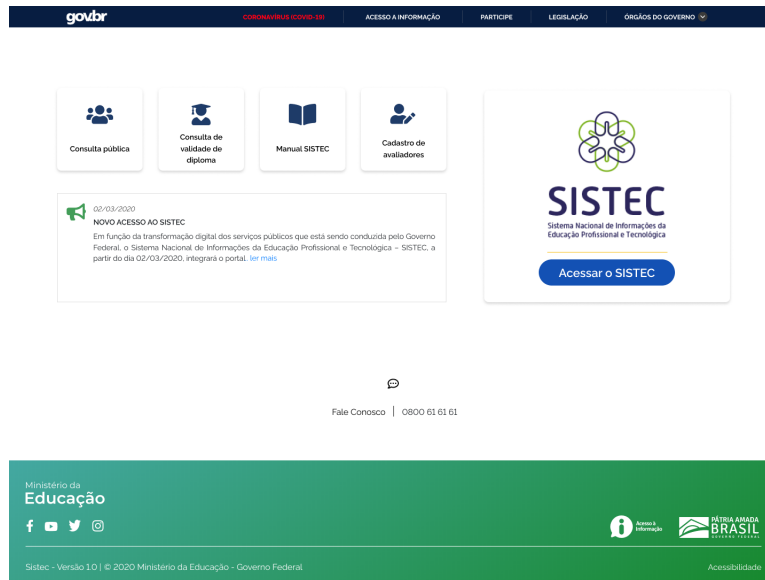 gov.br
CORONAVÍRUS (COVID-19)
ACESSO A INFORMAÇÃO
PARTICIPE
LEGISLAÇÃO
ÓRGÃOS DO GOVERNO
Consulta pública
Consulta de
validade de
diploma
Manual SISTEC
Cadastro de
avaliadores
02/03/2020
NOVO ACESSO AO SISTEC
Em função da transformação digital dos serviços públicos que está sendo conduzida pelo Governo
Federal, o Sistema Nacional de Informações da Educação Profissional e Tecnológica – SISTEC, a
partir do dia 02/03/2020, integrará o portal. ler mais
SISTEC
Sistema Nacional de Informações da
Educação Profissional e Tecnológica
Acessar o SISTEC
Fale Conosco
0800 61 61 61
Ministério da
Educação
Acesso à
Informação
PÁTRIA AMADA
BRASIL
GOVERNO FEDERAL
Sistec - Versão 1.0 | © 2020 Ministério da Educação - Governo Federal
Acessibilidade